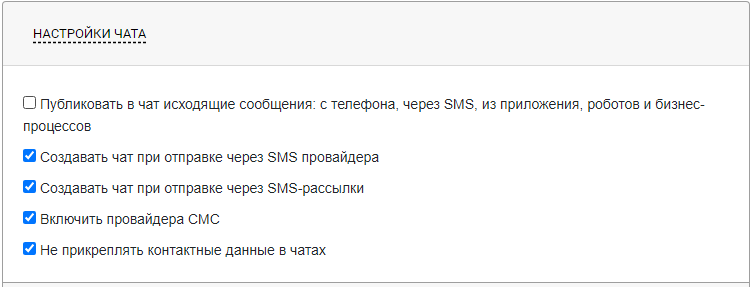 НАСТРОЙКИ ЧАТА
Публиковать в чат исходящие сообщения: с телефона, через SMS, из приложения, роботов и бизнес-
процессов
Создавать чат при отправке через SMS провайдера
Создавать чат при отправке через SMS-рассылки
Включить провайдера СМС
Не прикреплять контактные данные в чатах